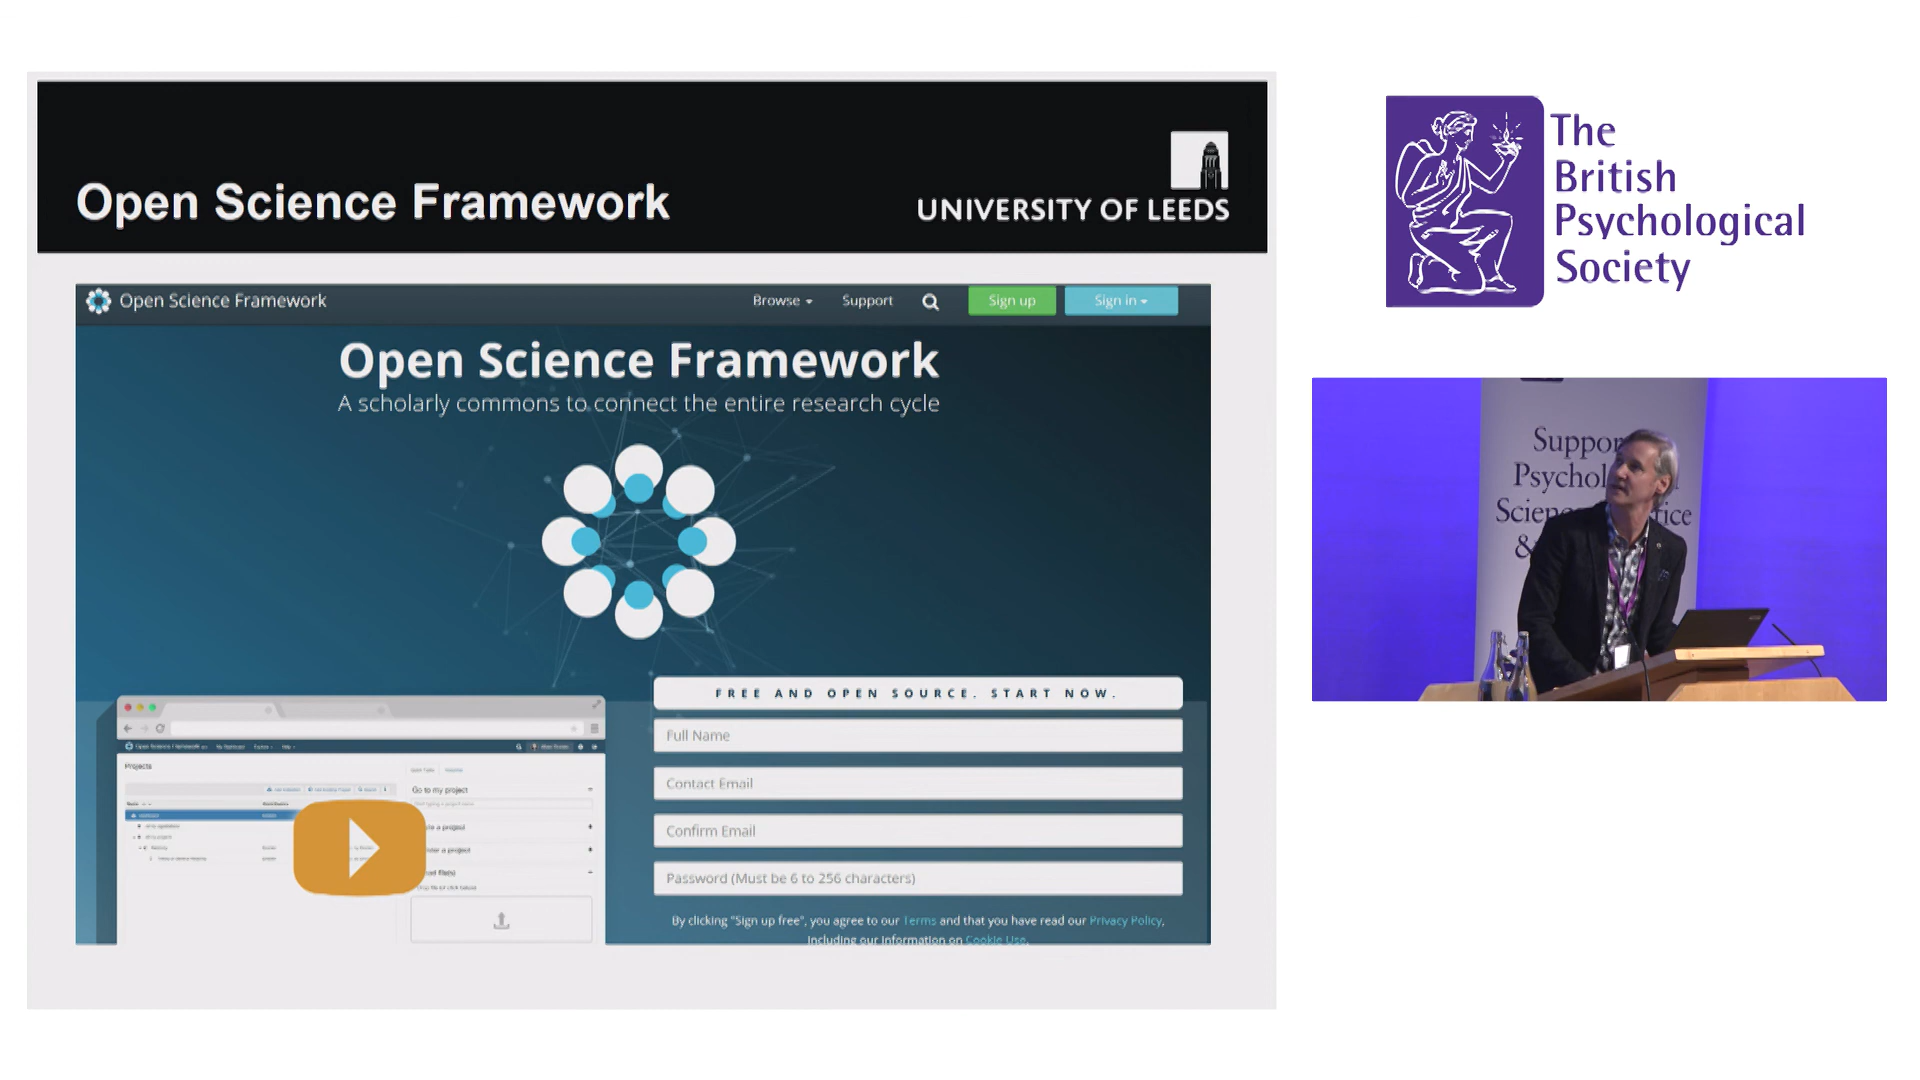 Open Science Framework
UNIVERSITY OF LEEDS
Open Science Framework
Browse
Support
Sign up
Sign in
Open Science Framework
A scholarly commons to connect the entire research cycle
FREE AND OPEN SOURCE. START NOW.
Full Name
Contact Email
Confirm Email
Password (Must be 6 to 256 characters)
By clicking "Sign up free", you agree to our Terms and that you have read our Privacy Policy,
including our information on Cookie Use.
Projects
Go to my project
The
British
Psychological
Society
Suppor
Psychol
Scienc tice
&